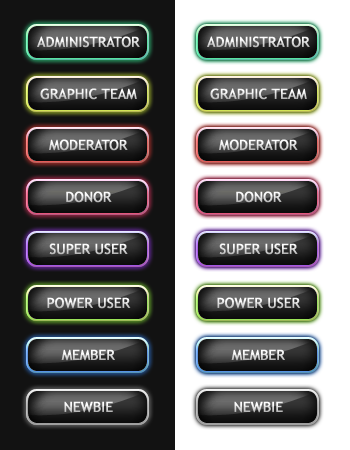 ADMINISTRATOR
GRAPHIC TEAM
MODERATOR
DONOR
SUPER USER
POWER USER
MEMBER
NEWBIE
ADMINISTRATOR
GRAPHIC TEAM
MODERATOR
DONOR
SUPER USER
POWER USER
MEMBER
NEWBIE